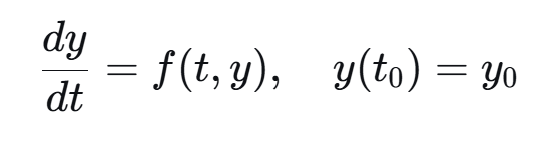 dy/dt = f(t, y),  y(t₀) = y₀